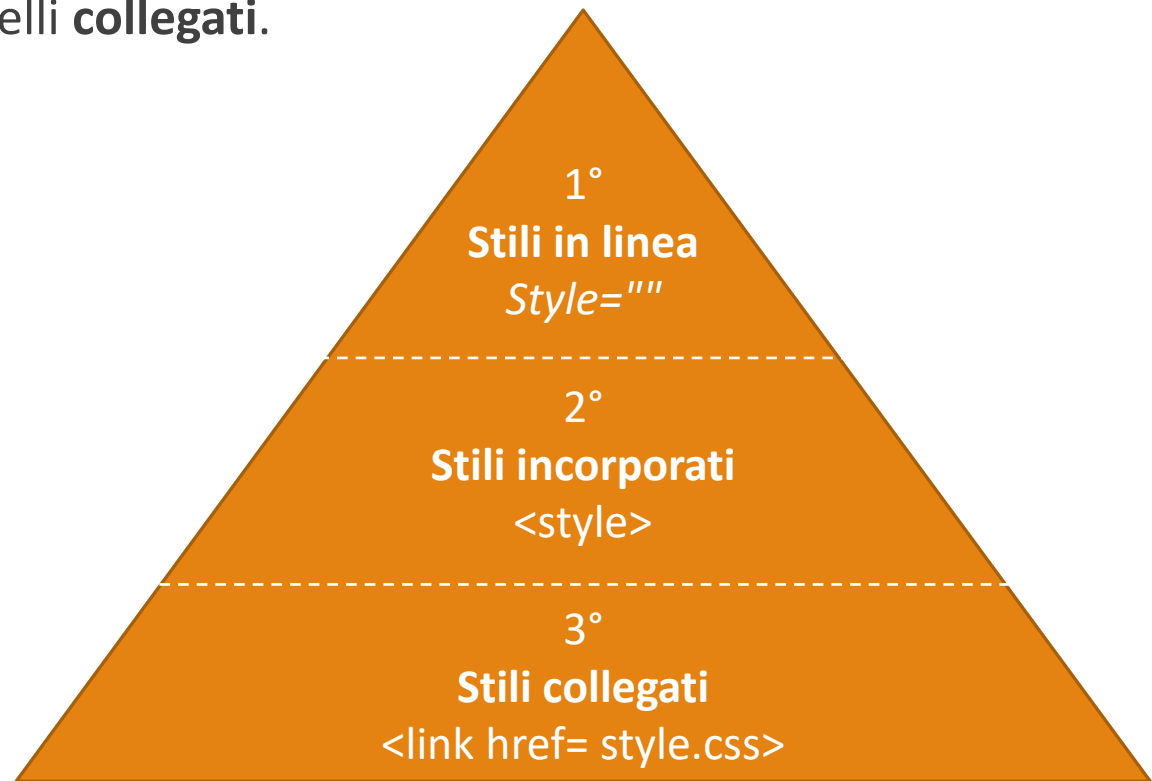 elli collegati.
1°
Stili in linea
Style=""
2°
Stili incorporati
<style>
3°
Stili collegati
<link href= style.css>